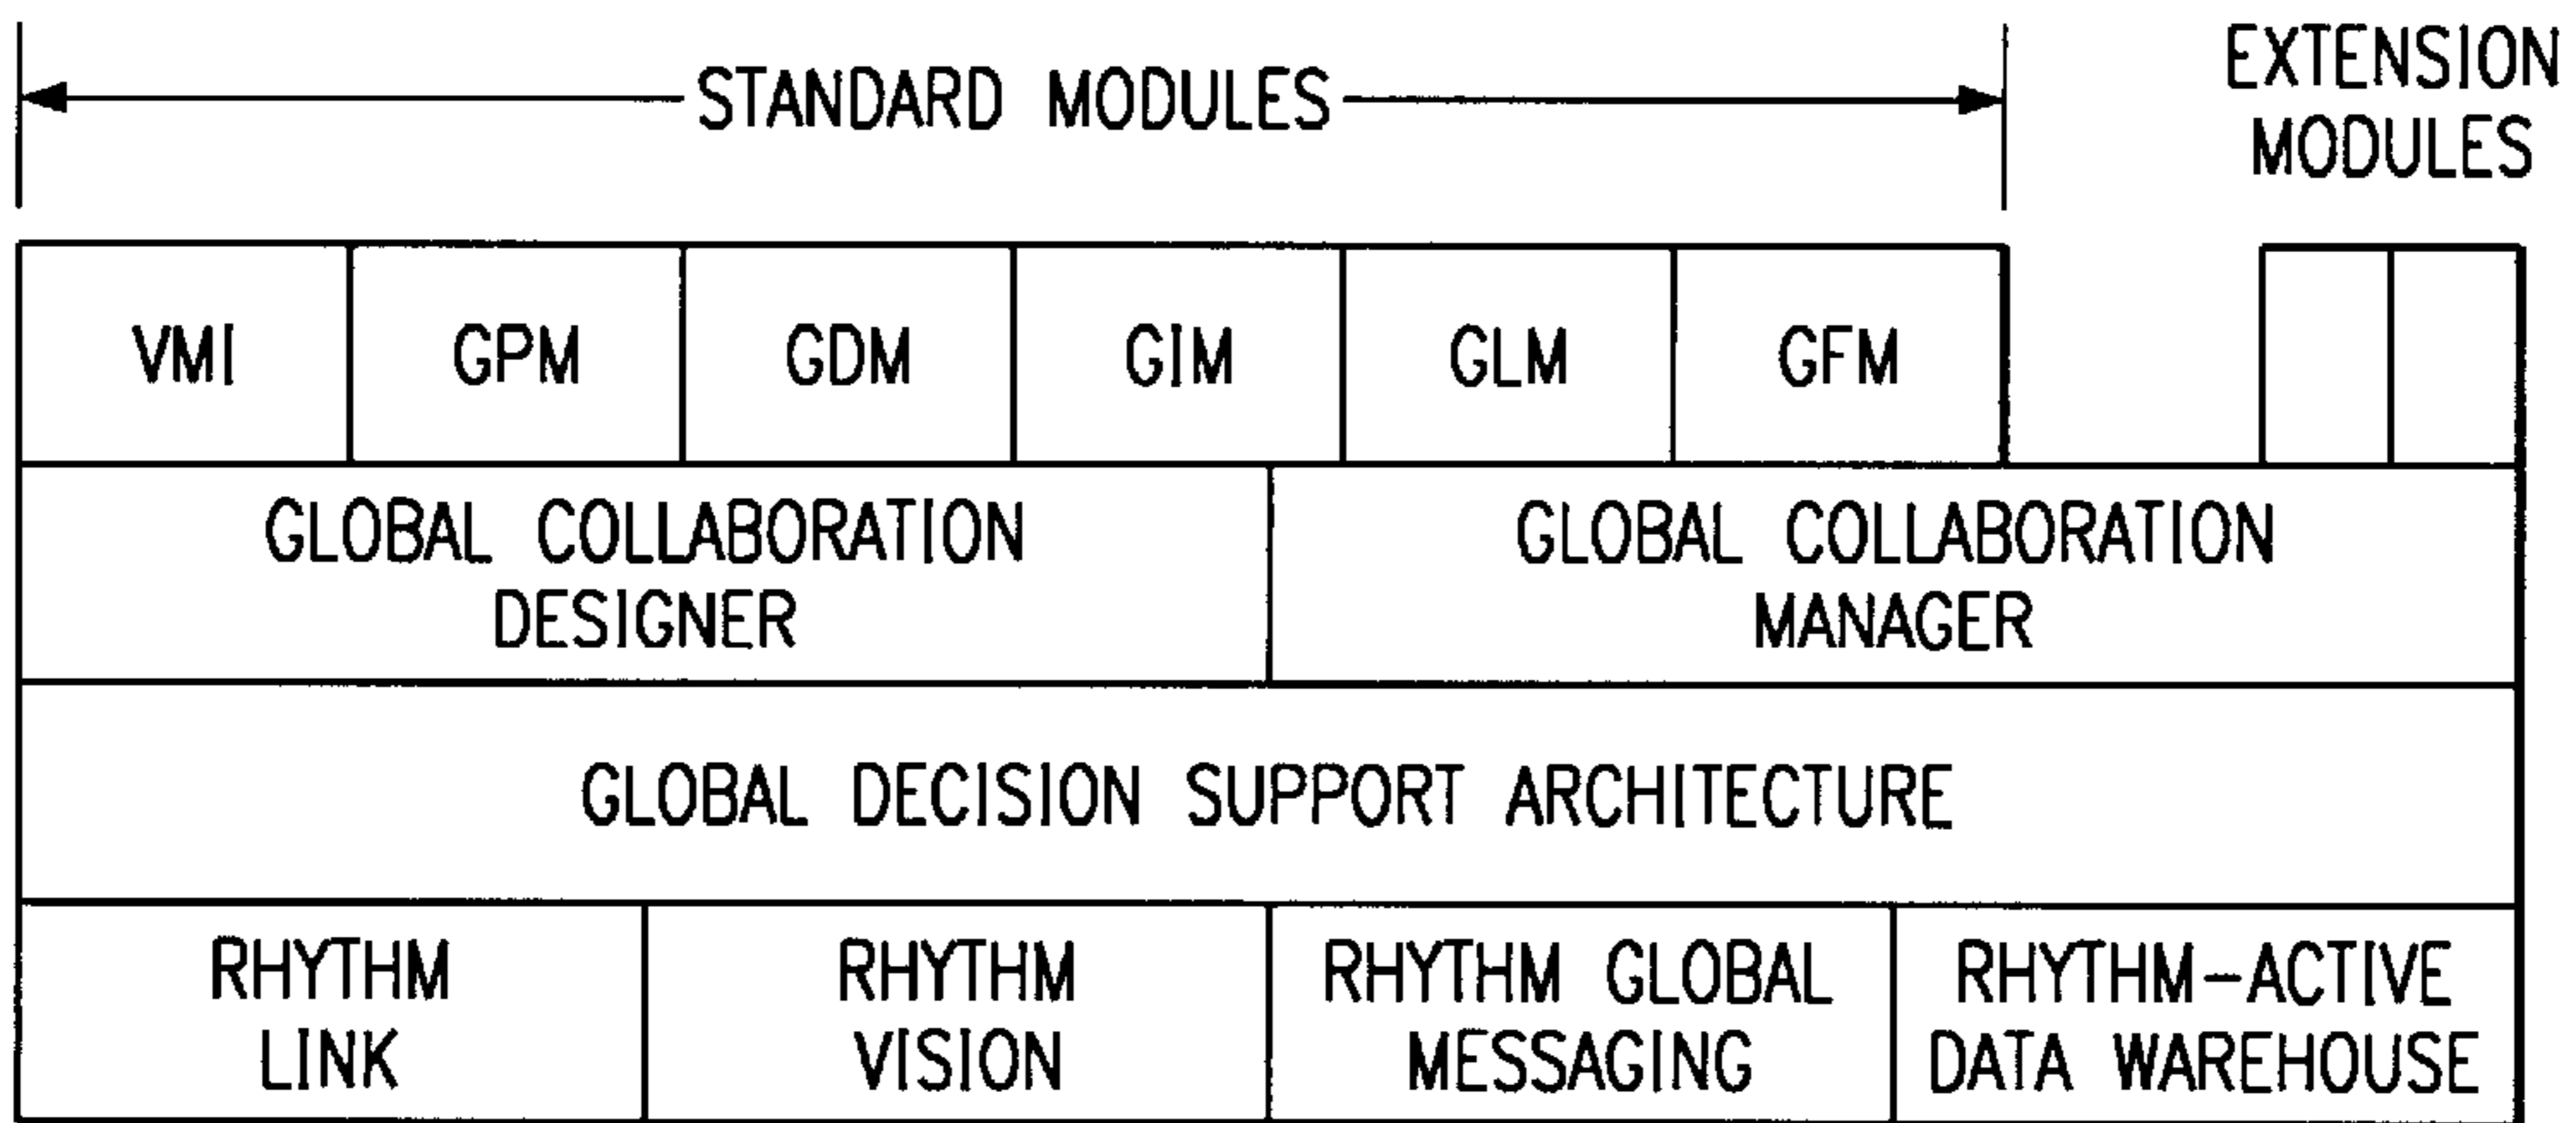 STANDARD MODULES
EXTENSION
MODULES
VMI GPM GDM GIM GLM GFM
GLOBAL COLLABORATION
DESIGNER
GLOBAL COLLABORATION
MANAGER
GLOBAL DECISION SUPPORT ARCHITECTURE
RHYTHM
LINK
RHYTHM
VISION
RHYTHM GLOBAL
MESSAGING
RHYTHM-ACTIVE
DATA WAREHOUSE